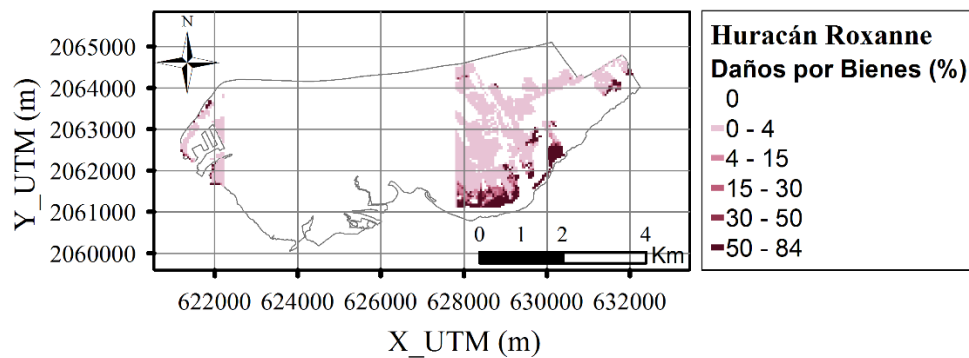 N
2065000
2064000
2063000
2062000
2061000
2060000
Y_UTM (m)
0 1 2 4
Km
622000 624000 626000 628000 630000 632000
X_UTM (m)
Huracán Roxanne
Daños por Bienes (%)
0
0 - 4
4 - 15
15 - 30
30 - 50
50 - 84